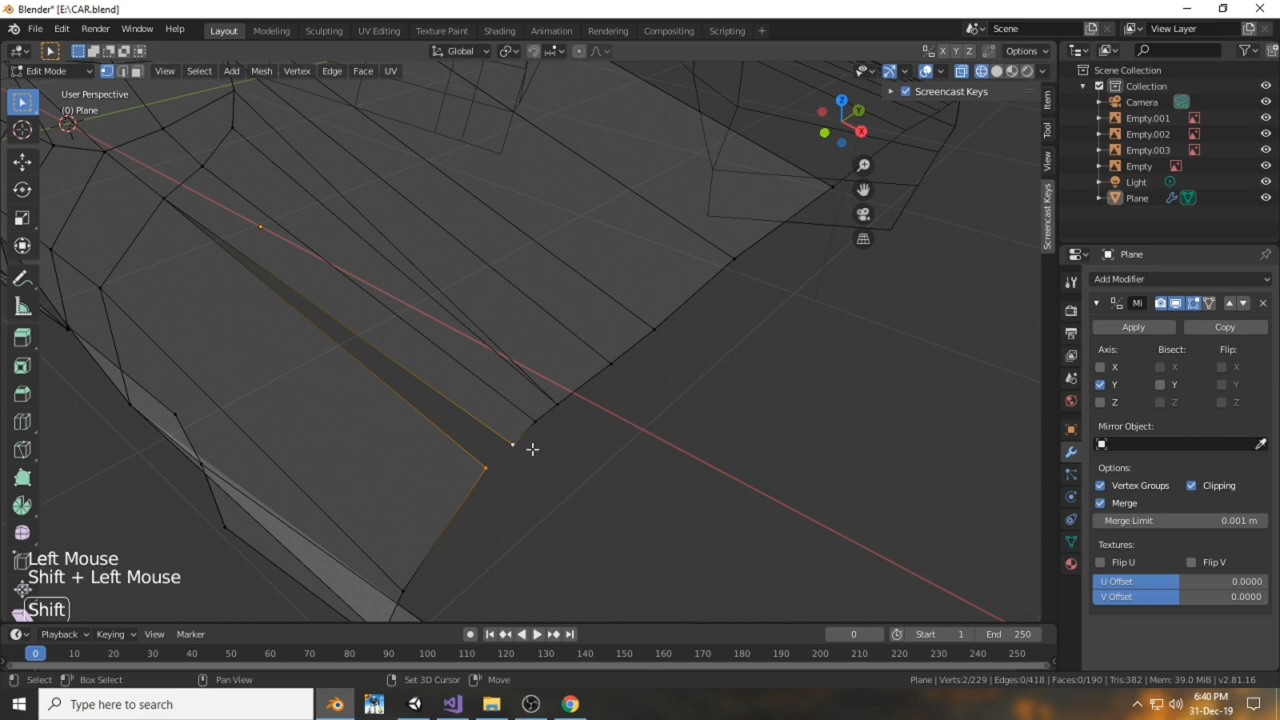 Blender* [E:\CAR.blend]
File Edit Render Window Help Layout Modeling Sculpting UV Editing Texture Paint Shading Animation Rendering Compositing Scripting + Scene View Layer
Global X Y Z Options
Edit Mode View Select Add Mesh Vertex Edge Face UV
User Perspective
(0) Plane
Screencast Keys
Z Y X
Item
Tool
View
Screencast Keys
Scene Collection
Collection
Camera
Empty.001
Empty.002
Empty.003
Empty
Light
Plane
Plane
Add Modifier
Mi
Apply Copy
Axis: Bisect: Flip:
X X X
Y Y Y
Z Z Z
Mirror Object:
Options:
Vertex Groups Clipping
Merge
Merge Limit 0.001 m
Textures:
Flip U Flip V
U Offset 0.0000
V Offset 0.0000
Left Mouse
Shift + Left Mouse
Shift
Playback Keying View Marker 0 Start 1 End 250
0 10 20 30 40 50 60 70 80 90 100 110 120 130 140 150 160 170 180 190 200 210 220 230 240 250
Select Box Select Pan View Set 3D Cursor Move Plane | Verts:2/229 | Edges:0/418 | Faces:0/190 | Tris:382 | Mem: 39.0 MiB | v2.81.16
Type here to search
6:40 PM
31-Dec-19